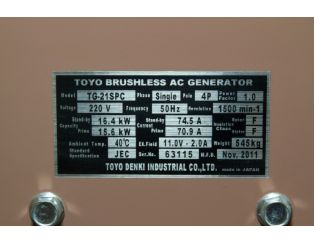 TOYO BRUSHLESS AC GENERATOR
Model TG-21SPC Phase Single Pole 4P Power Factor 1.0
Voltage 220 V Frequency 50Hz Revolution 1500 min-1
Capacity Stand-by 16.4 kW Current Stand-by 74.5 A Insulation Class Rotor F
Prime 15.6 kW Prime 70.9 A Stator F
Ambient Temp. 40°C EX.Field 11.0V - 2.0A Weight 545kg
Standard JEC Ser.No. 63115 M.F.D. Nov. 2011
TOYO DENKI INDUSTRIAL CO.,LTD. made in JAPAN